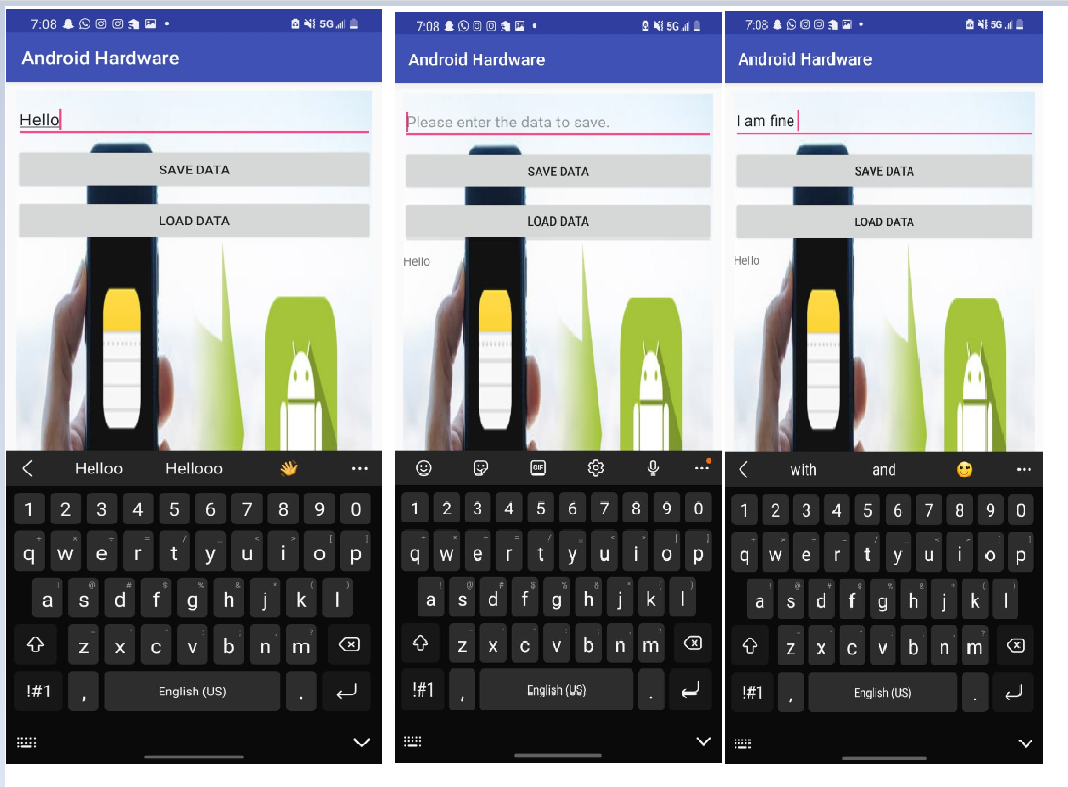 7:08 5G
Android Hardware
Hello
SAVE DATA
LOAD DATA
Helloo Hellooo
1 2 3 4 5 6 7 8 9 0
q w e r t y u i o p
a s d f g h j k l
z x c v b n m
!#1 , English (US) .
7:08 5G
Android Hardware
Please enter the data to save.
SAVE DATA
LOAD DATA
Hello
GIF
1 2 3 4 5 6 7 8 9 0
q w e r t y u i o p
a s d f g h j k l
z x c v b n m
!#1 , English (US) .
7:08 5G
Android Hardware
I am fine
SAVE DATA
LOAD DATA
Hello
with and
1 2 3 4 5 6 7 8 9 0
q w e r t y u i o p
a s d f g h j k l
z x c v b n m
!#1 , English (US) .